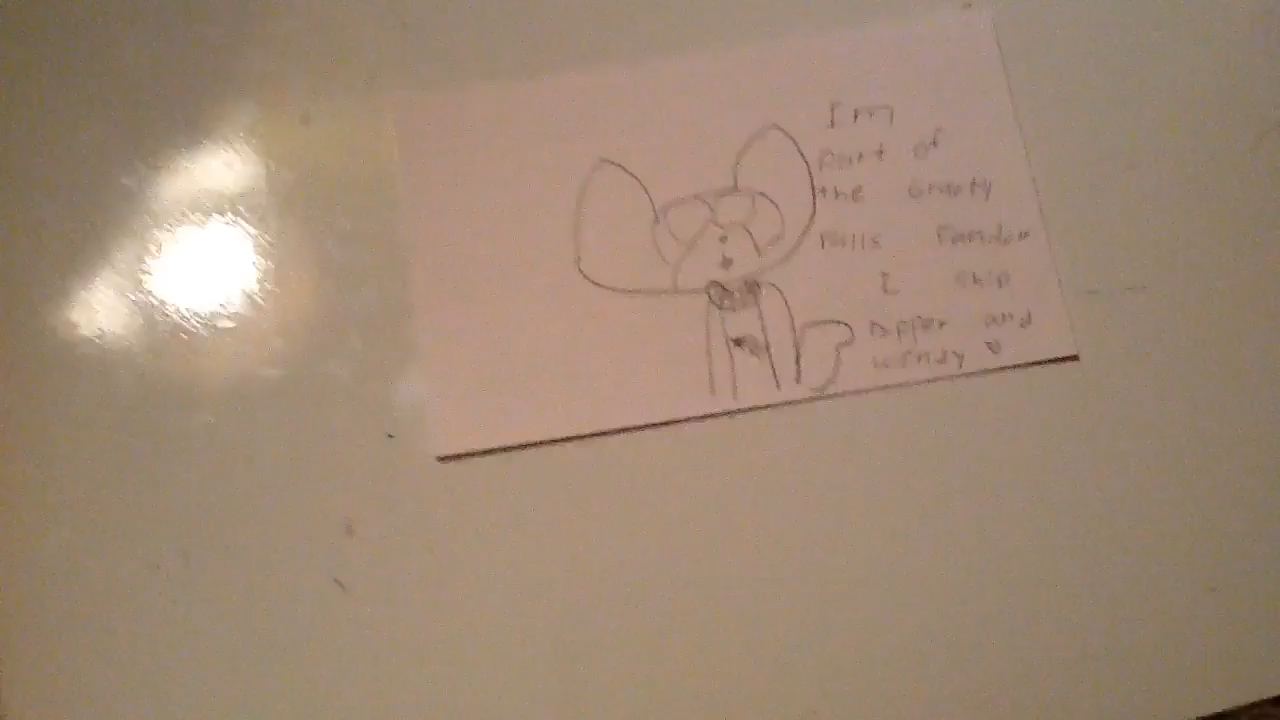 I'm
part of
the Gravity
Falls Fandom
I ship
Dipper and
Wendy